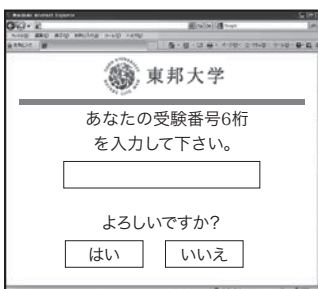 東邦大学
あなたの受験番号6桁
を入力して下さい。
よろしいですか?
はい
いいえ